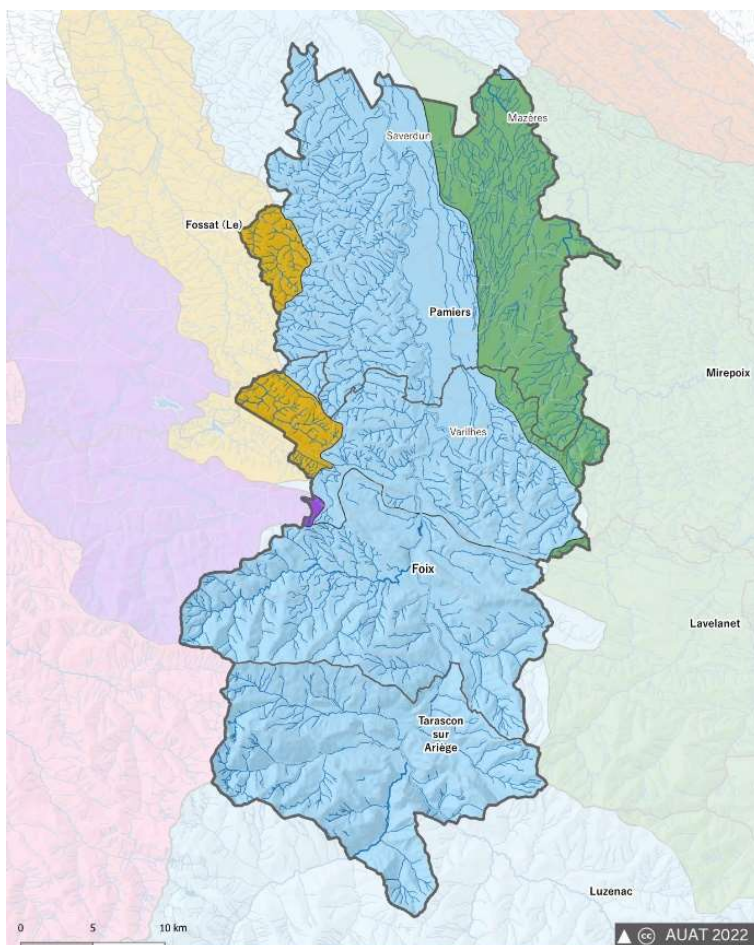 Mazères
Saverdun
Fossat (Le)
Pamiers
Mirepoix
Varilhes
Foix
Lavelanet
Tarascon
sur
Ariège
Luzenac
0 5 10 km
cc AUAT 2022